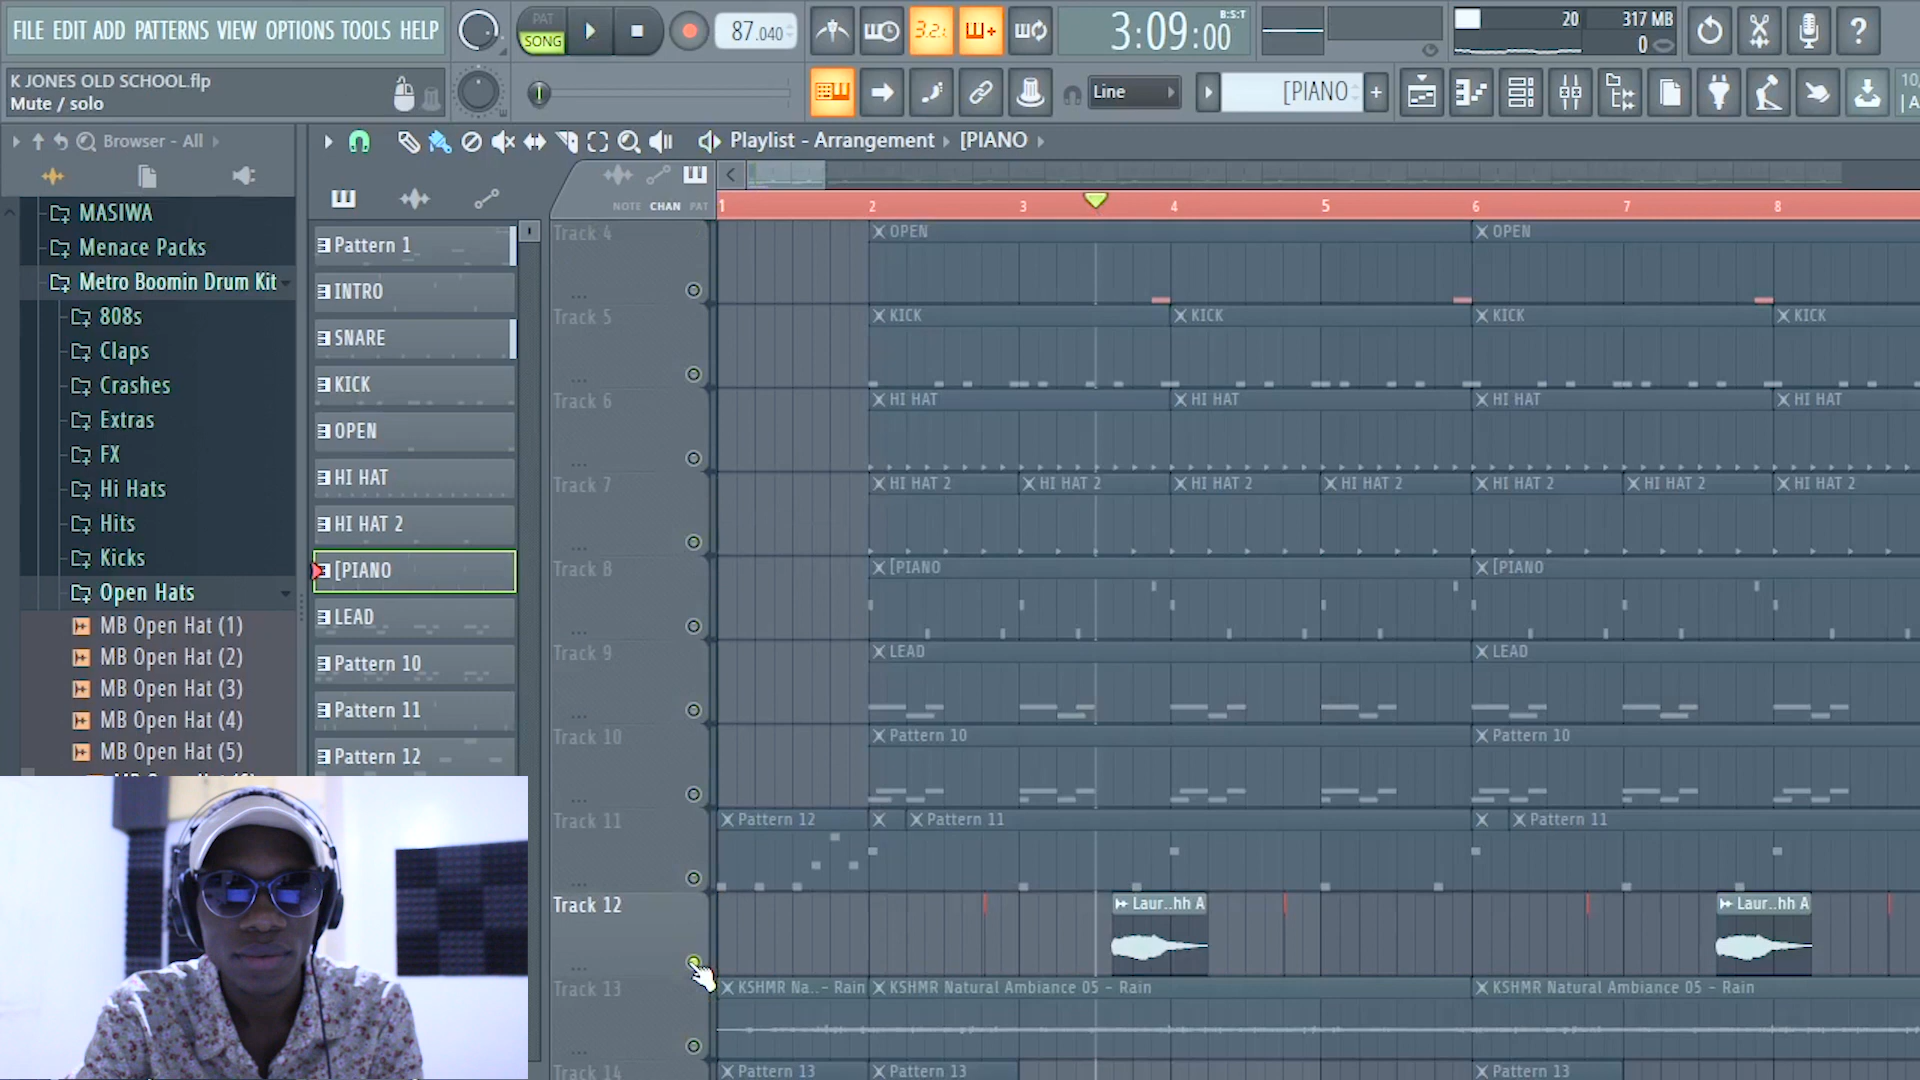 FILE EDIT ADD PATTERNS VIEW OPTIONS TOOLS HELP
PAT
SONG
87.040
3:09:00
B:S:T
20
317 MB
0
K JONES OLD SCHOOL.flp
Mute / solo
Line
[PIANO
Browser - All
Playlist - Arrangement
[PIANO
NOTE CHAN PAT
1 2 3 4 5 6 7 8
MASIWA
Menace Packs
Metro Boomin Drum Kit
808s
Claps
Crashes
Extras
FX
Hi Hats
Hits
Kicks
Open Hats
MB Open Hat (1)
MB Open Hat (2)
MB Open Hat (3)
MB Open Hat (4)
MB Open Hat (5)
Pattern 1
INTRO
SNARE
KICK
OPEN
HI HAT
HI HAT 2
[PIANO
LEAD
Pattern 10
Pattern 11
Pattern 12
Track 4
OPEN OPEN
Track 5
KICK KICK KICK KICK
Track 6
HI HAT HI HAT HI HAT HI HAT
Track 7
HI HAT 2 HI HAT 2 HI HAT 2 HI HAT 2 HI HAT 2 HI HAT 2 HI HAT 2
Track 8
[PIANO [PIANO
Track 9
LEAD LEAD
Track 10
Pattern 10 Pattern 10
Track 11
Pattern 12 Pattern 11 Pattern 11
Track 12
Laur..hh A Laur..hh A
Track 13
KSHMR Na..- Rain KSHMR Natural Ambiance 05 - Rain KSHMR Natural Ambiance 05 - Rain
Track 14
Pattern 13 Pattern 13 Pattern 13